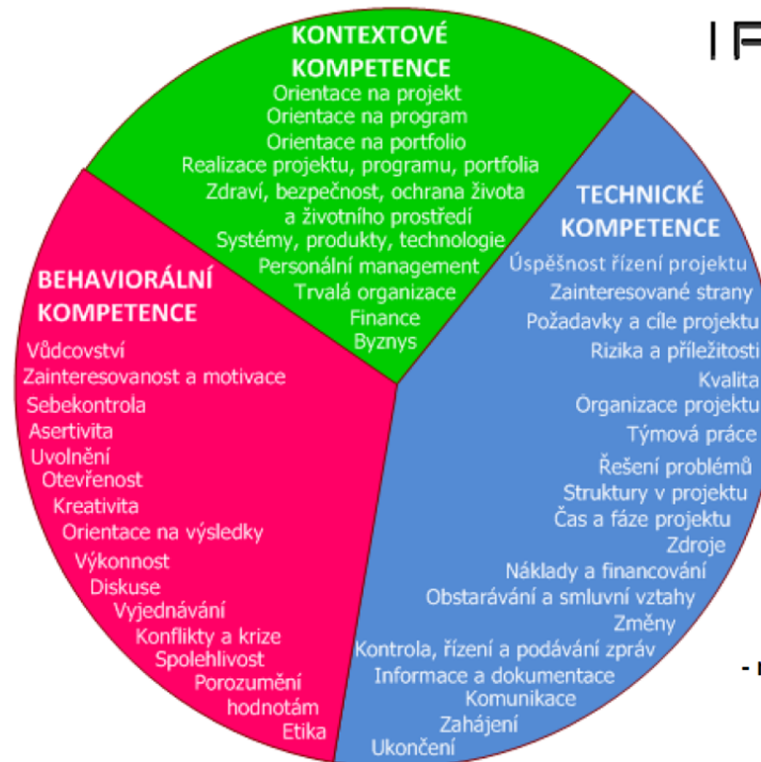 KONTEXTOVÉ
KOMPETENCE
Orientace na projekt
Orientace na program
Orientace na portfolio
Realizace projektu, programu, portfolia
Zdraví, bezpečnost, ochrana života
a životního prostředí
Systémy, produkty, technologie
Personální management
Trvalá organizace
Finance
Byznys
TECHNICKÉ
KOMPETENCE
Úspěšnost řízení projektu
Zainteresované strany
Požadavky a cíle projektu
Rizika a příležitosti
Kvalita
Organizace projektu
Týmová práce
Řešení problémů
Struktury v projektu
Čas a fáze projektu
Zdroje
Náklady a financování
Obstarávání a smluvní vztahy
Změny
Kontrola, řízení a podávání zpráv
Informace a dokumentace
Komunikace
Zahájení
Ukončení
BEHAVIORÁLNÍ
KOMPETENCE
Vůdcovství
Zainteresovanost a motivace
Sebekontrola
Asertivita
Uvolnění
Otevřenost
Kreativita
Orientace na výsledky
Výkonnost
Diskuse
Vyjednávání
Konflikty a krize
Spolehlivost
Porozumění
hodnotám
Etika